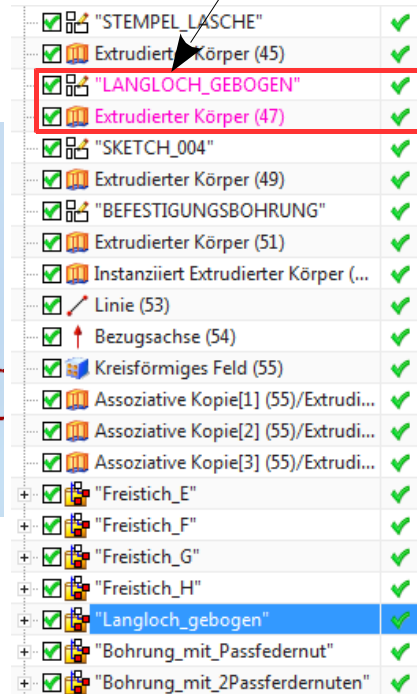 "STEMPEL_LASCHE"
Extrudierter Körper (45)
"LANGLOCH_GEBOGEN"
Extrudierter Körper (47)
"SKETCH_004"
Extrudierter Körper (49)
"BEFESTIGUNGSBOHRUNG"
Extrudierter Körper (51)
Instanziiert Extrudierter Körper (...
Linie (53)
Bezugsachse (54)
Kreisförmiges Feld (55)
Assoziative Kopie[1] (55)/Extrudi...
Assoziative Kopie[2] (55)/Extrudi...
Assoziative Kopie[3] (55)/Extrudi...
"Freistich_E"
"Freistich_F"
"Freistich_G"
"Freistich_H"
"Langloch_gebogen"
"Bohrung_mit_Passfedernut"
"Bohrung_mit_2Passferdernuten"